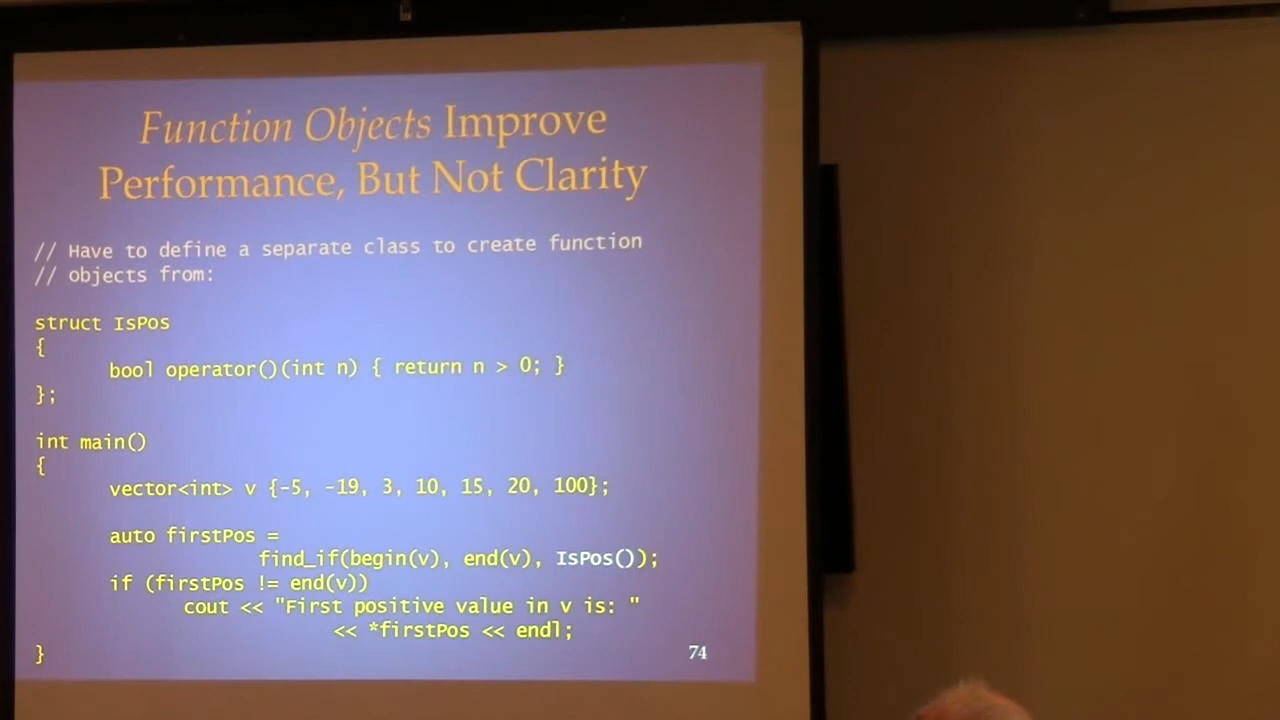 Function Objects Improve
Performance, But Not Clarity
// Have to define a separate class to create function
// objects from:
struct IsPos
{
bool operator()(int n) { return n > 0; }
};
int main()
{
vector<int> v {-5, -19, 3, 10, 15, 20, 100};
auto firstPos =
find_if(begin(v), end(v), IsPos());
if (firstPos != end(v))
cout << "First positive value in v is: "
<< *firstPos << endl;
}
74